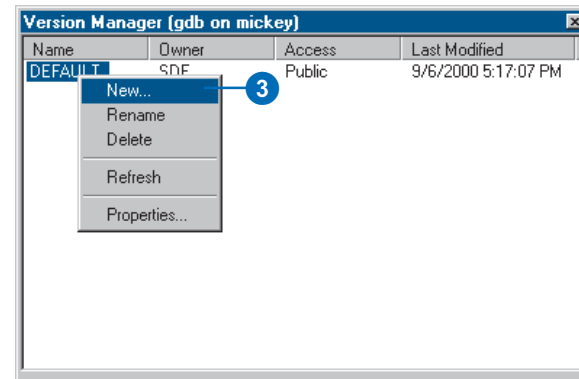 Version Manager (gdb on mickey)
Name Owner Access Last Modified
DEFAULT SDE Public 9/6/2000 5:17:07 PM
New... 3
Rename
Delete
Refresh
Properties...